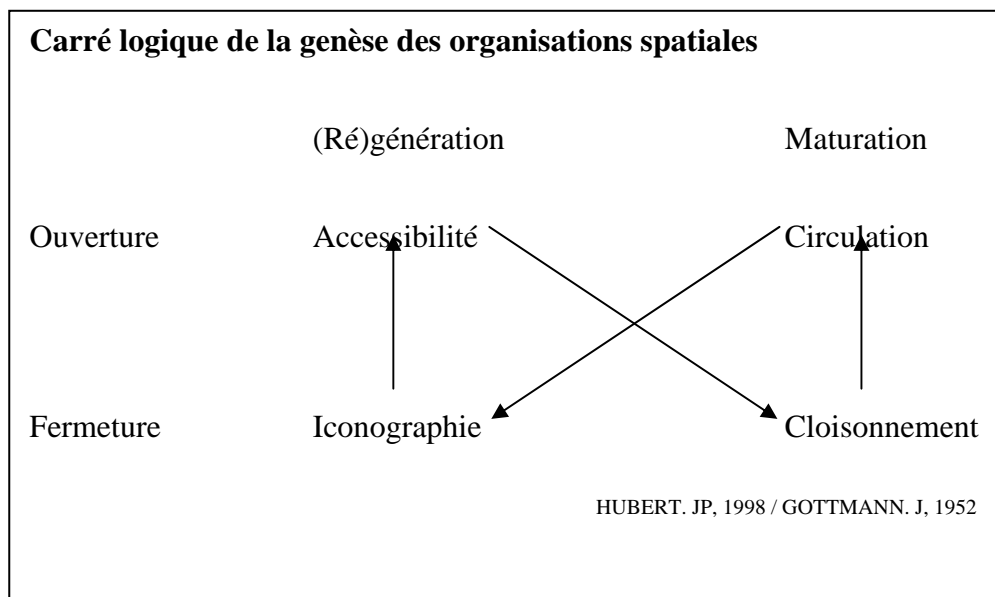 Carré logique de la genèse des organisations spatiales
(Ré)génération Maturation
Ouverture Accessibilité Circulation
Fermeture Iconographie Cloisonnement
HUBERT. JP, 1998 / GOTTMANN. J, 1952